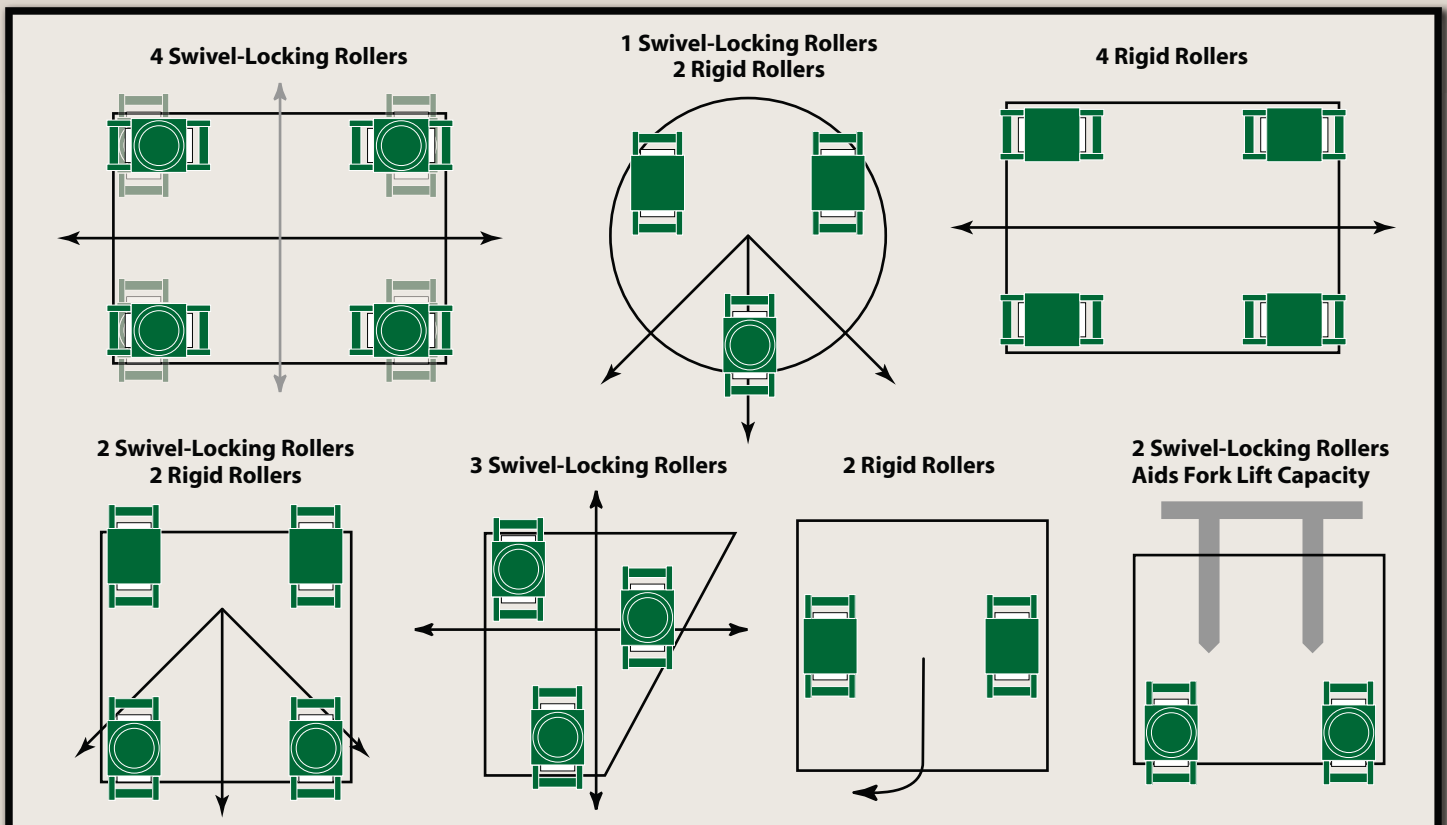 4 Swivel-Locking Rollers
1 Swivel-Locking Rollers
2 Rigid Rollers
4 Rigid Rollers
2 Swivel-Locking Rollers
2 Rigid Rollers
3 Swivel-Locking Rollers
2 Rigid Rollers
2 Swivel-Locking Rollers
Aids Fork Lift Capacity